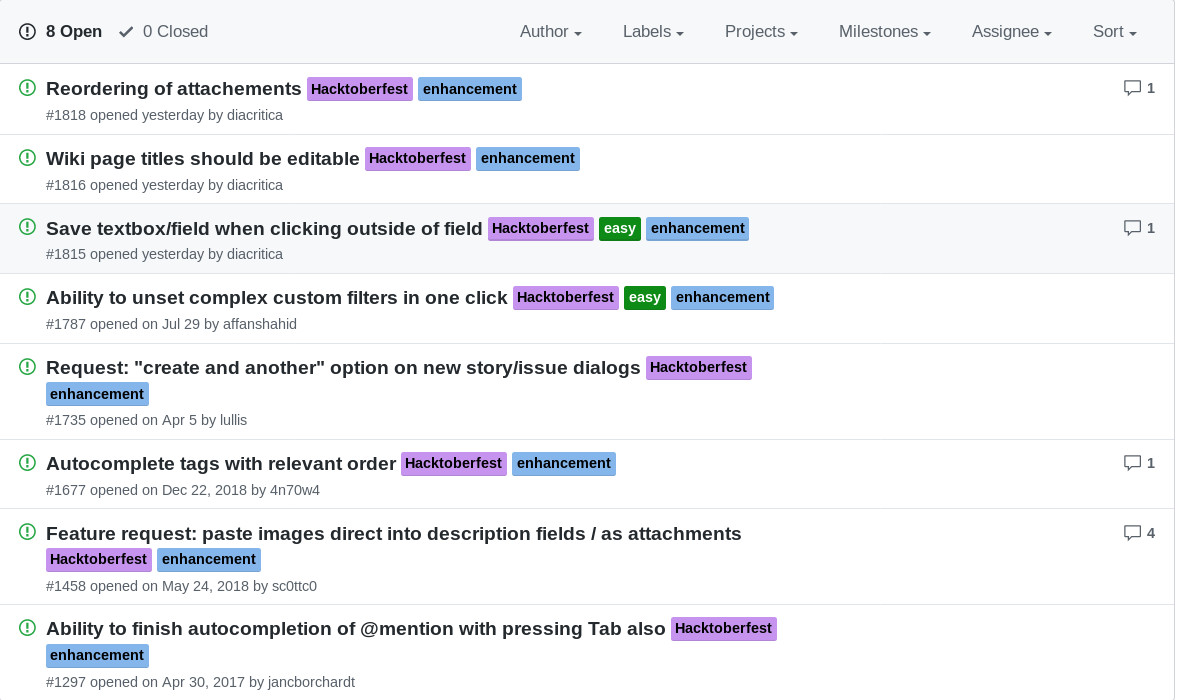 8 Open 0 Closed Author Labels Projects Milestones Assignee Sort
Reordering of attachements Hacktoberfest enhancement 1
#1818 opened yesterday by diacritica
Wiki page titles should be editable Hacktoberfest enhancement
#1816 opened yesterday by diacritica
Save textbox/field when clicking outside of field Hacktoberfest easy enhancement 1
#1815 opened yesterday by diacritica
Ability to unset complex custom filters in one click Hacktoberfest easy enhancement
#1787 opened on Jul 29 by affanshahid
Request: "create and another" option on new story/issue dialogs Hacktoberfest
enhancement
#1735 opened on Apr 5 by lullis
Autocomplete tags with relevant order Hacktoberfest enhancement 1
#1677 opened on Dec 22, 2018 by 4n70w4
Feature request: paste images direct into description fields / as attachments 4
Hacktoberfest enhancement
#1458 opened on May 24, 2018 by sc0ttc0
Ability to finish autocompletion of @mention with pressing Tab also Hacktoberfest
enhancement
#1297 opened on Apr 30, 2017 by jancborchardt